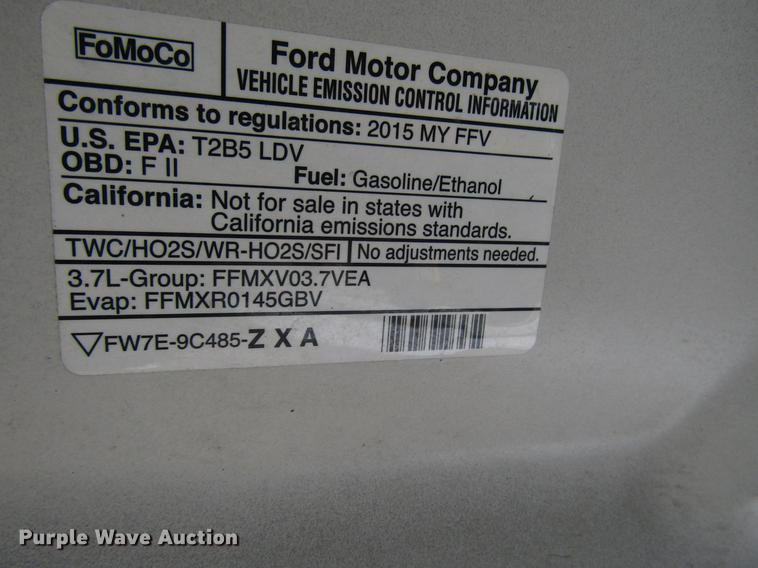 FoMoCo
Ford Motor Company
VEHICLE EMISSION CONTROL INFORMATION
Conforms to regulations: 2015 MY FFV
U.S. EPA: T2B5 LDV
OBD: F II Fuel: Gasoline/Ethanol
California: Not for sale in states with
California emissions standards.
TWC/HO2S/WR-HO2S/SFI No adjustments needed.
3.7L-Group: FFMXV03.7VEA
Evap: FFMXR0145GBV
FW7E-9C485-Z X A
Purple Wave Auction